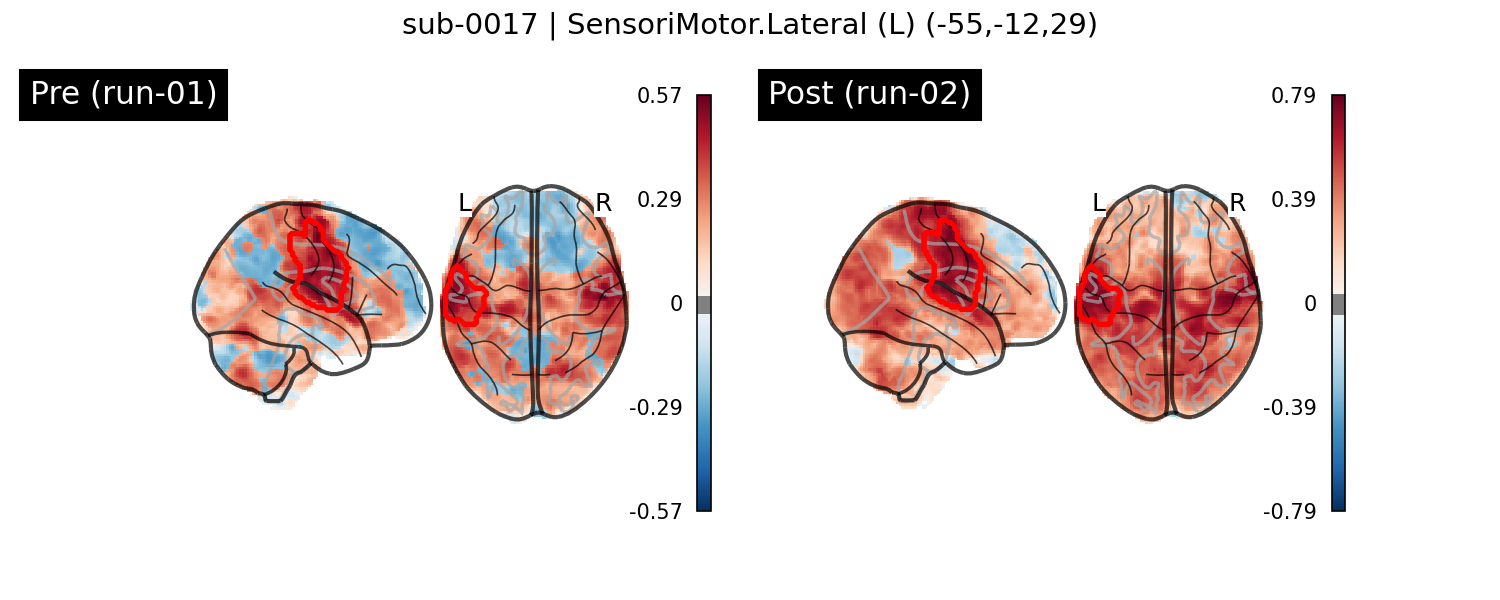 sub-0017 | SensoriMotor.Lateral (L) (-55,-12,29)
Pre (run-01)
L
R
0.57
0.29
0
-0.29
-0.57
Post (run-02)
L
R
0.79
0.39
0
-0.39
-0.79